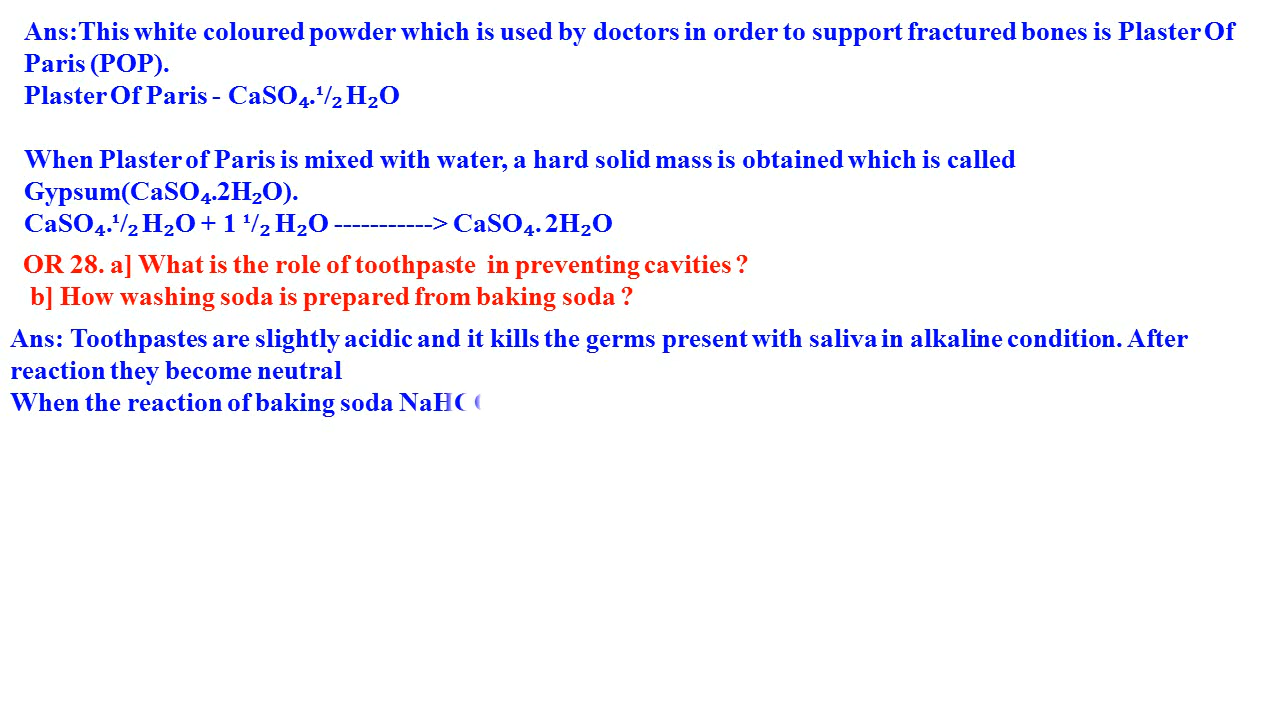 Ans:This white coloured powder which is used by doctors in order to support fractured bones is Plaster Of
Paris (POP).
Plaster Of Paris - CaSO₄.¹/₂ H₂O
When Plaster of Paris is mixed with water, a hard solid mass is obtained which is called
Gypsum(CaSO₄.2H₂O).
CaSO₄.¹/₂ H₂O + 1 ¹/₂ H₂O -----------> CaSO₄. 2H₂O
OR 28. a] What is the role of toothpaste in preventing cavities ?
b] How washing soda is prepared from baking soda ?
Ans: Toothpastes are slightly acidic and it kills the germs present with saliva in alkaline condition. After
reaction they become neutral
When the reaction of baking soda